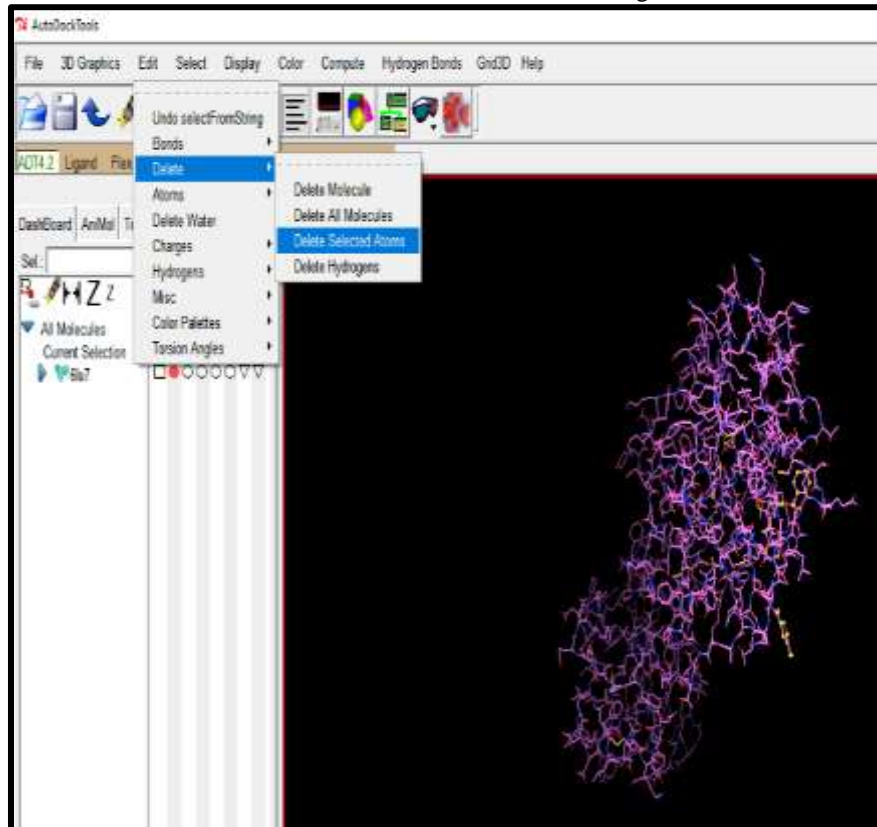 AutoDockTools
File 3D Graphics Edit Select Display Color Compute Hydrogen Bonds Grid3D Help
ADT4.2 Ligand Flex
Undo selectFromString
Bonds
Delete
Atoms
Delete Water
Charges
Hydrogens
Misc
Color Palettes
Torsion Angles
Delete Molecule
Delete All Molecules
Delete Selected Atoms
Delete Hydrogens
DashBoard AniMol
Sel.:
Z z
All Molecules
Current Selection